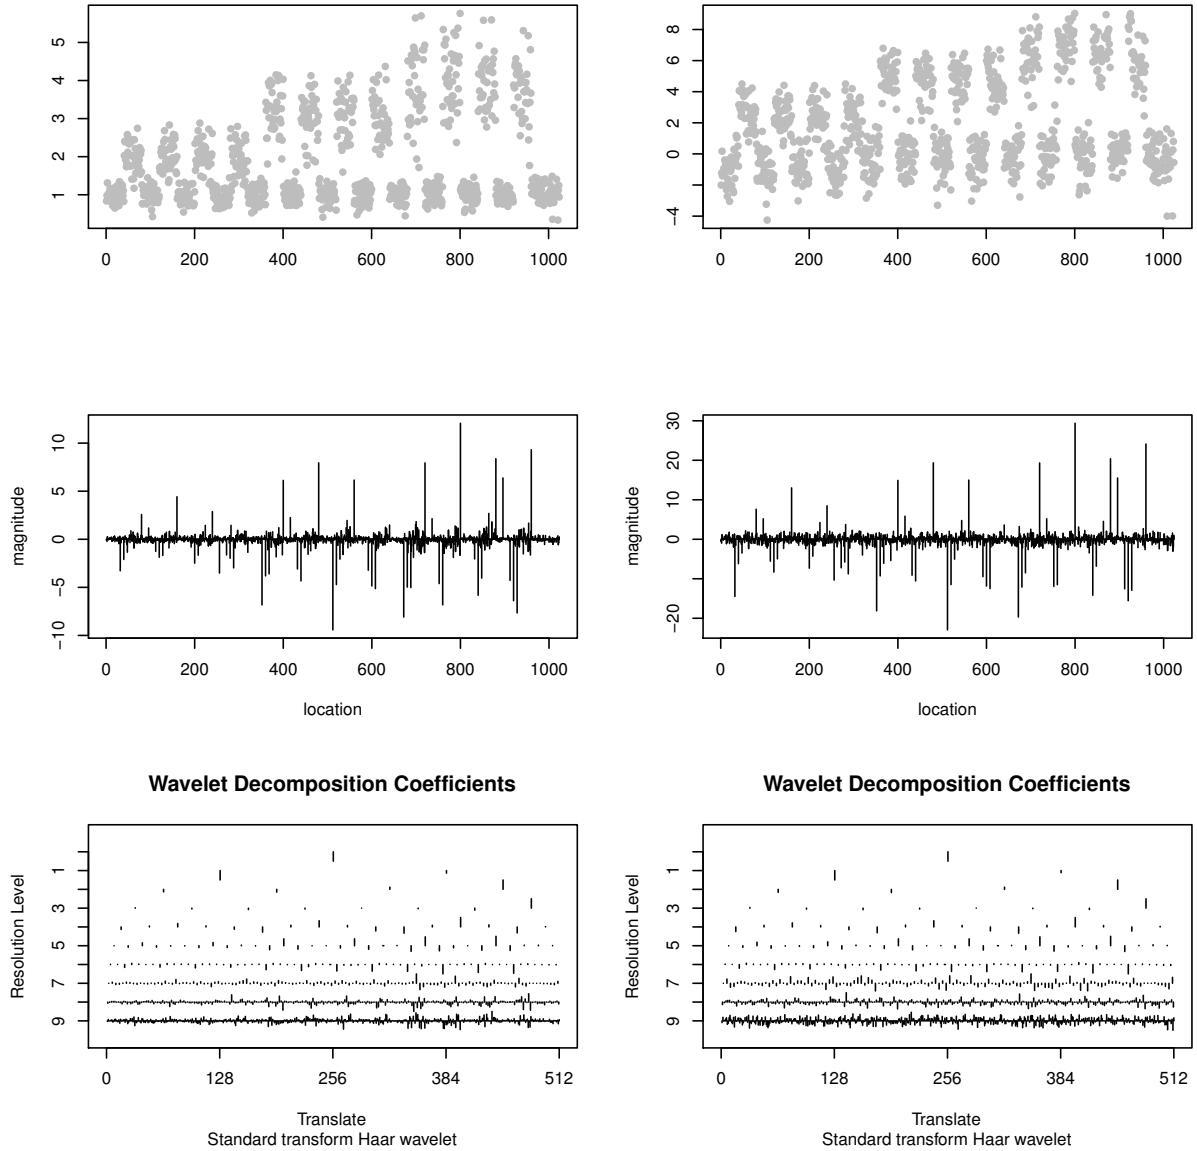 5
4
3
2
1
0 200 400 600 800 1000
8
6
4
2
0
−4
0 200 400 600 800 1000
magnitude
10
5
0
−5
−10
0 200 400 600 800 1000
location
magnitude
30
20
10
0
−20
0 200 400 600 800 1000
location
Wavelet Decomposition Coefficients
Resolution Level
1
3
5
7
9
0 128 256 384 512
Translate
Standard transform Haar wavelet
Wavelet Decomposition Coefficients
Resolution Level
1
3
5
7
9
0 128 256 384 512
Translate
Standard transform Haar wavelet